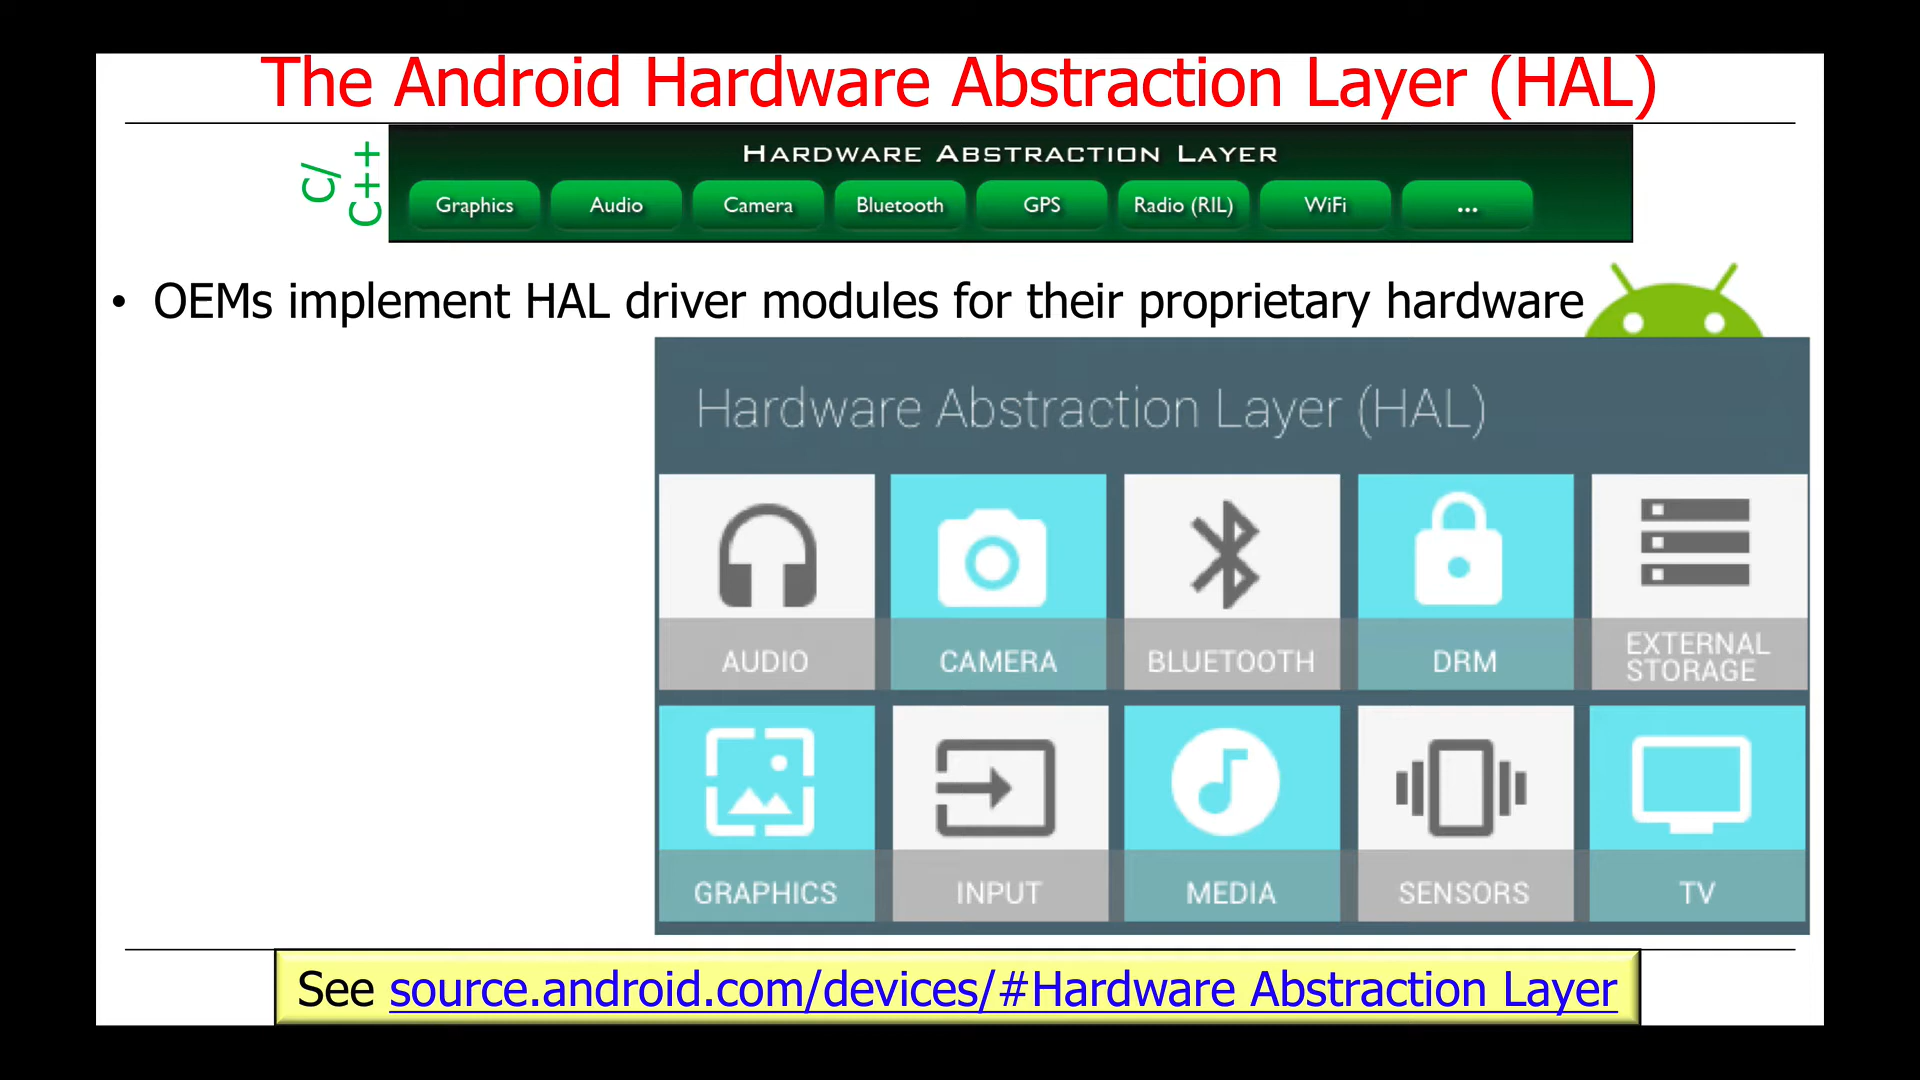 The Android Hardware Abstraction Layer (HAL)
C/
C++
HARDWARE ABSTRACTION LAYER
Graphics Audio Camera Bluetooth GPS Radio (RIL) WiFi ...
• OEMs implement HAL driver modules for their proprietary hardware
Hardware Abstraction Layer (HAL)
AUDIO CAMERA BLUETOOTH DRM EXTERNAL
STORAGE
GRAPHICS INPUT MEDIA SENSORS TV
See source.android.com/devices/#Hardware Abstraction Layer